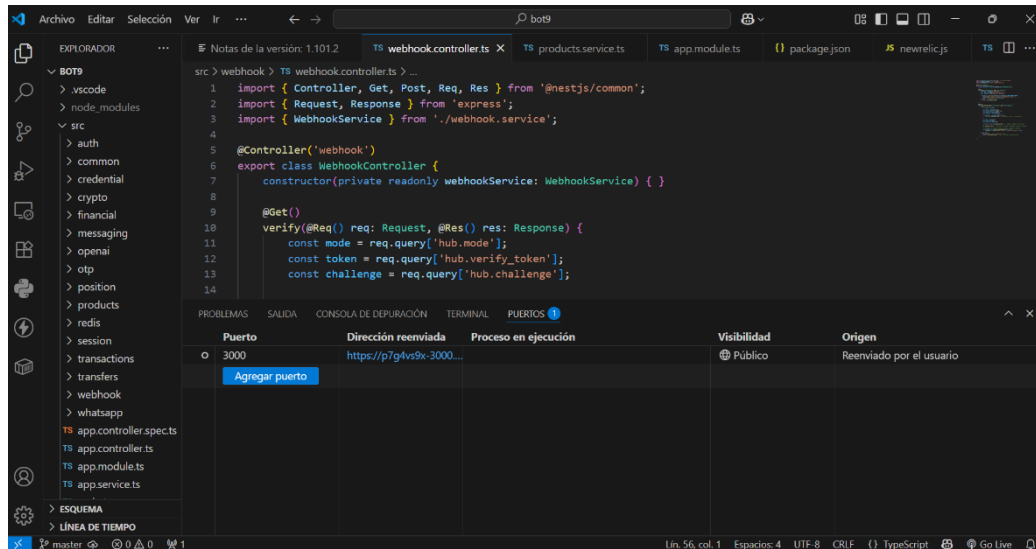 Archivo Editar Selección Ver Ir ··· bot9
EXPLORADOR ···
BOT9
.vscode
node_modules
src
auth
common
credential
crypto
financial
messaging
openai
otp
position
products
redis
session
transactions
transfers
webhook
whatsapp
TS app.controller.spec.ts
TS app.controller.ts
TS app.module.ts
TS app.service.ts
ESQUEMA
LÍNEA DE TIEMPO
Notas de la versión: 1.101.2 TS webhook.controller.ts TS products.service.ts TS app.module.ts {} package.json JS newrelic.js TS ···
src > webhook > TS webhook.controller.ts > ...
1 import { Controller, Get, Post, Req, Res } from '@nestjs/common';
2 import { Request, Response } from 'express';
3 import { WebhookService } from './webhook.service';
4
5 @Controller('webhook')
6 export class WebhookController {
7 constructor(private readonly webhookService: WebhookService) { }
8
9 @Get()
10 verify(@Req() req: Request, @Res() res: Response) {
11 const mode = req.query['hub.mode'];
12 const token = req.query['hub.verify_token'];
13 const challenge = req.query['hub.challenge'];
14
PROBLEMAS SALIDA CONSOLA DE DEPURACIÓN TERMINAL PUERTOS 1
Puerto Dirección reenviada Proceso en ejecución Visibilidad Origen
3000 https://p7g4vs9x-3000.... Público Reenviado por el usuario
Agregar puerto
master 0 0 1 Lín. 56, col. 1 Espacios: 4 UTF-8 CRLF {} TypeScript Go Live